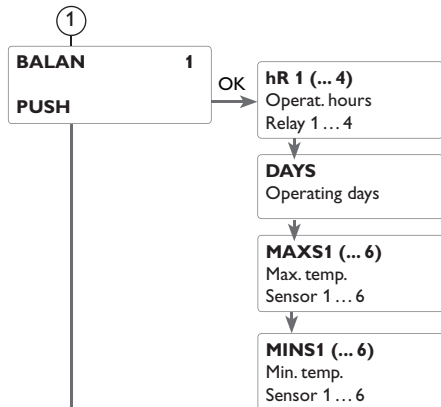 1
BALAN 1
PUSH
OK
hR 1 (... 4)
Operat. hours
Relay 1 ... 4
DAYS
Operating days
MAXS1 (... 6)
Max. temp.
Sensor 1 ... 6
MINS1 (... 6)
Min. temp.
Sensor 1 ... 6